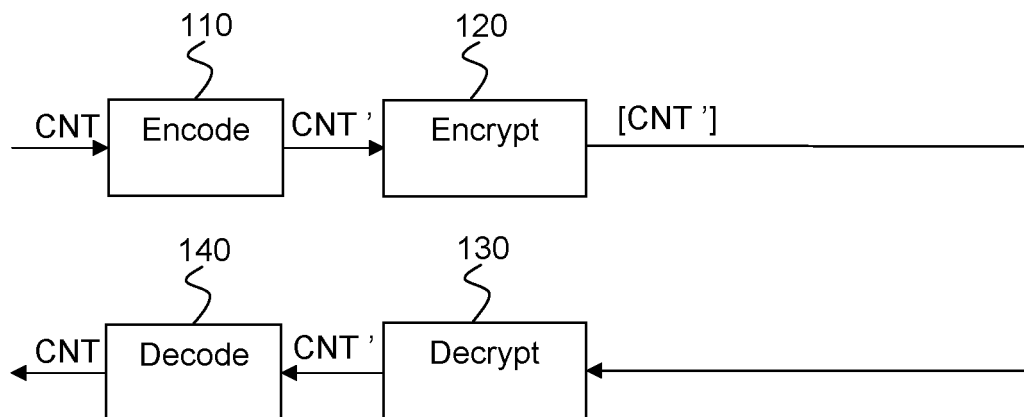 110
120
CNT
Encode
CNT '
Encrypt
[CNT ']
140
130
CNT
Decode
CNT '
Decrypt